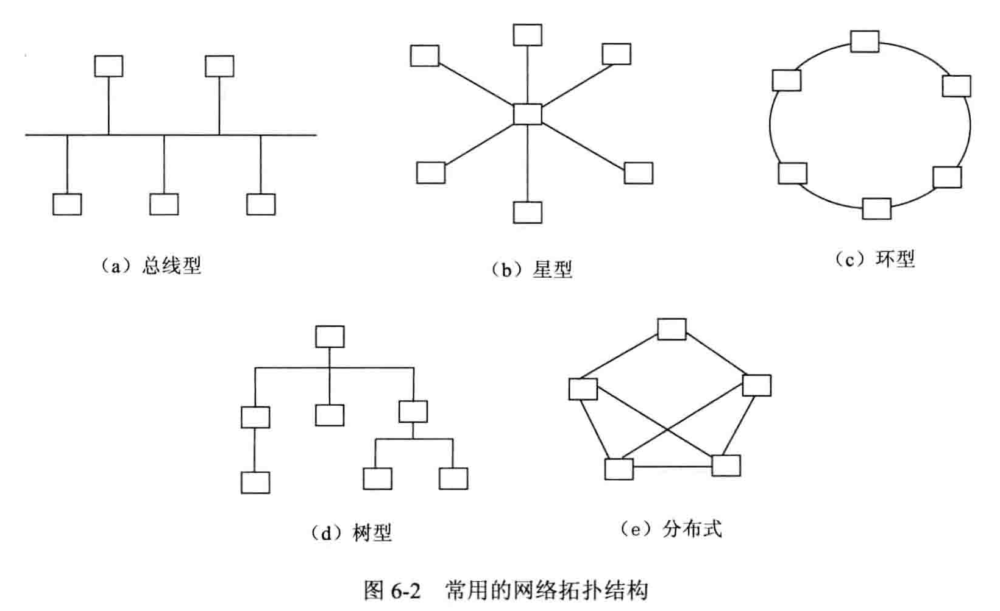 （a）总线型
（b）星型
（c）环型
（d）树型
（e）分布式
图 6-2 常用的网络拓扑结构